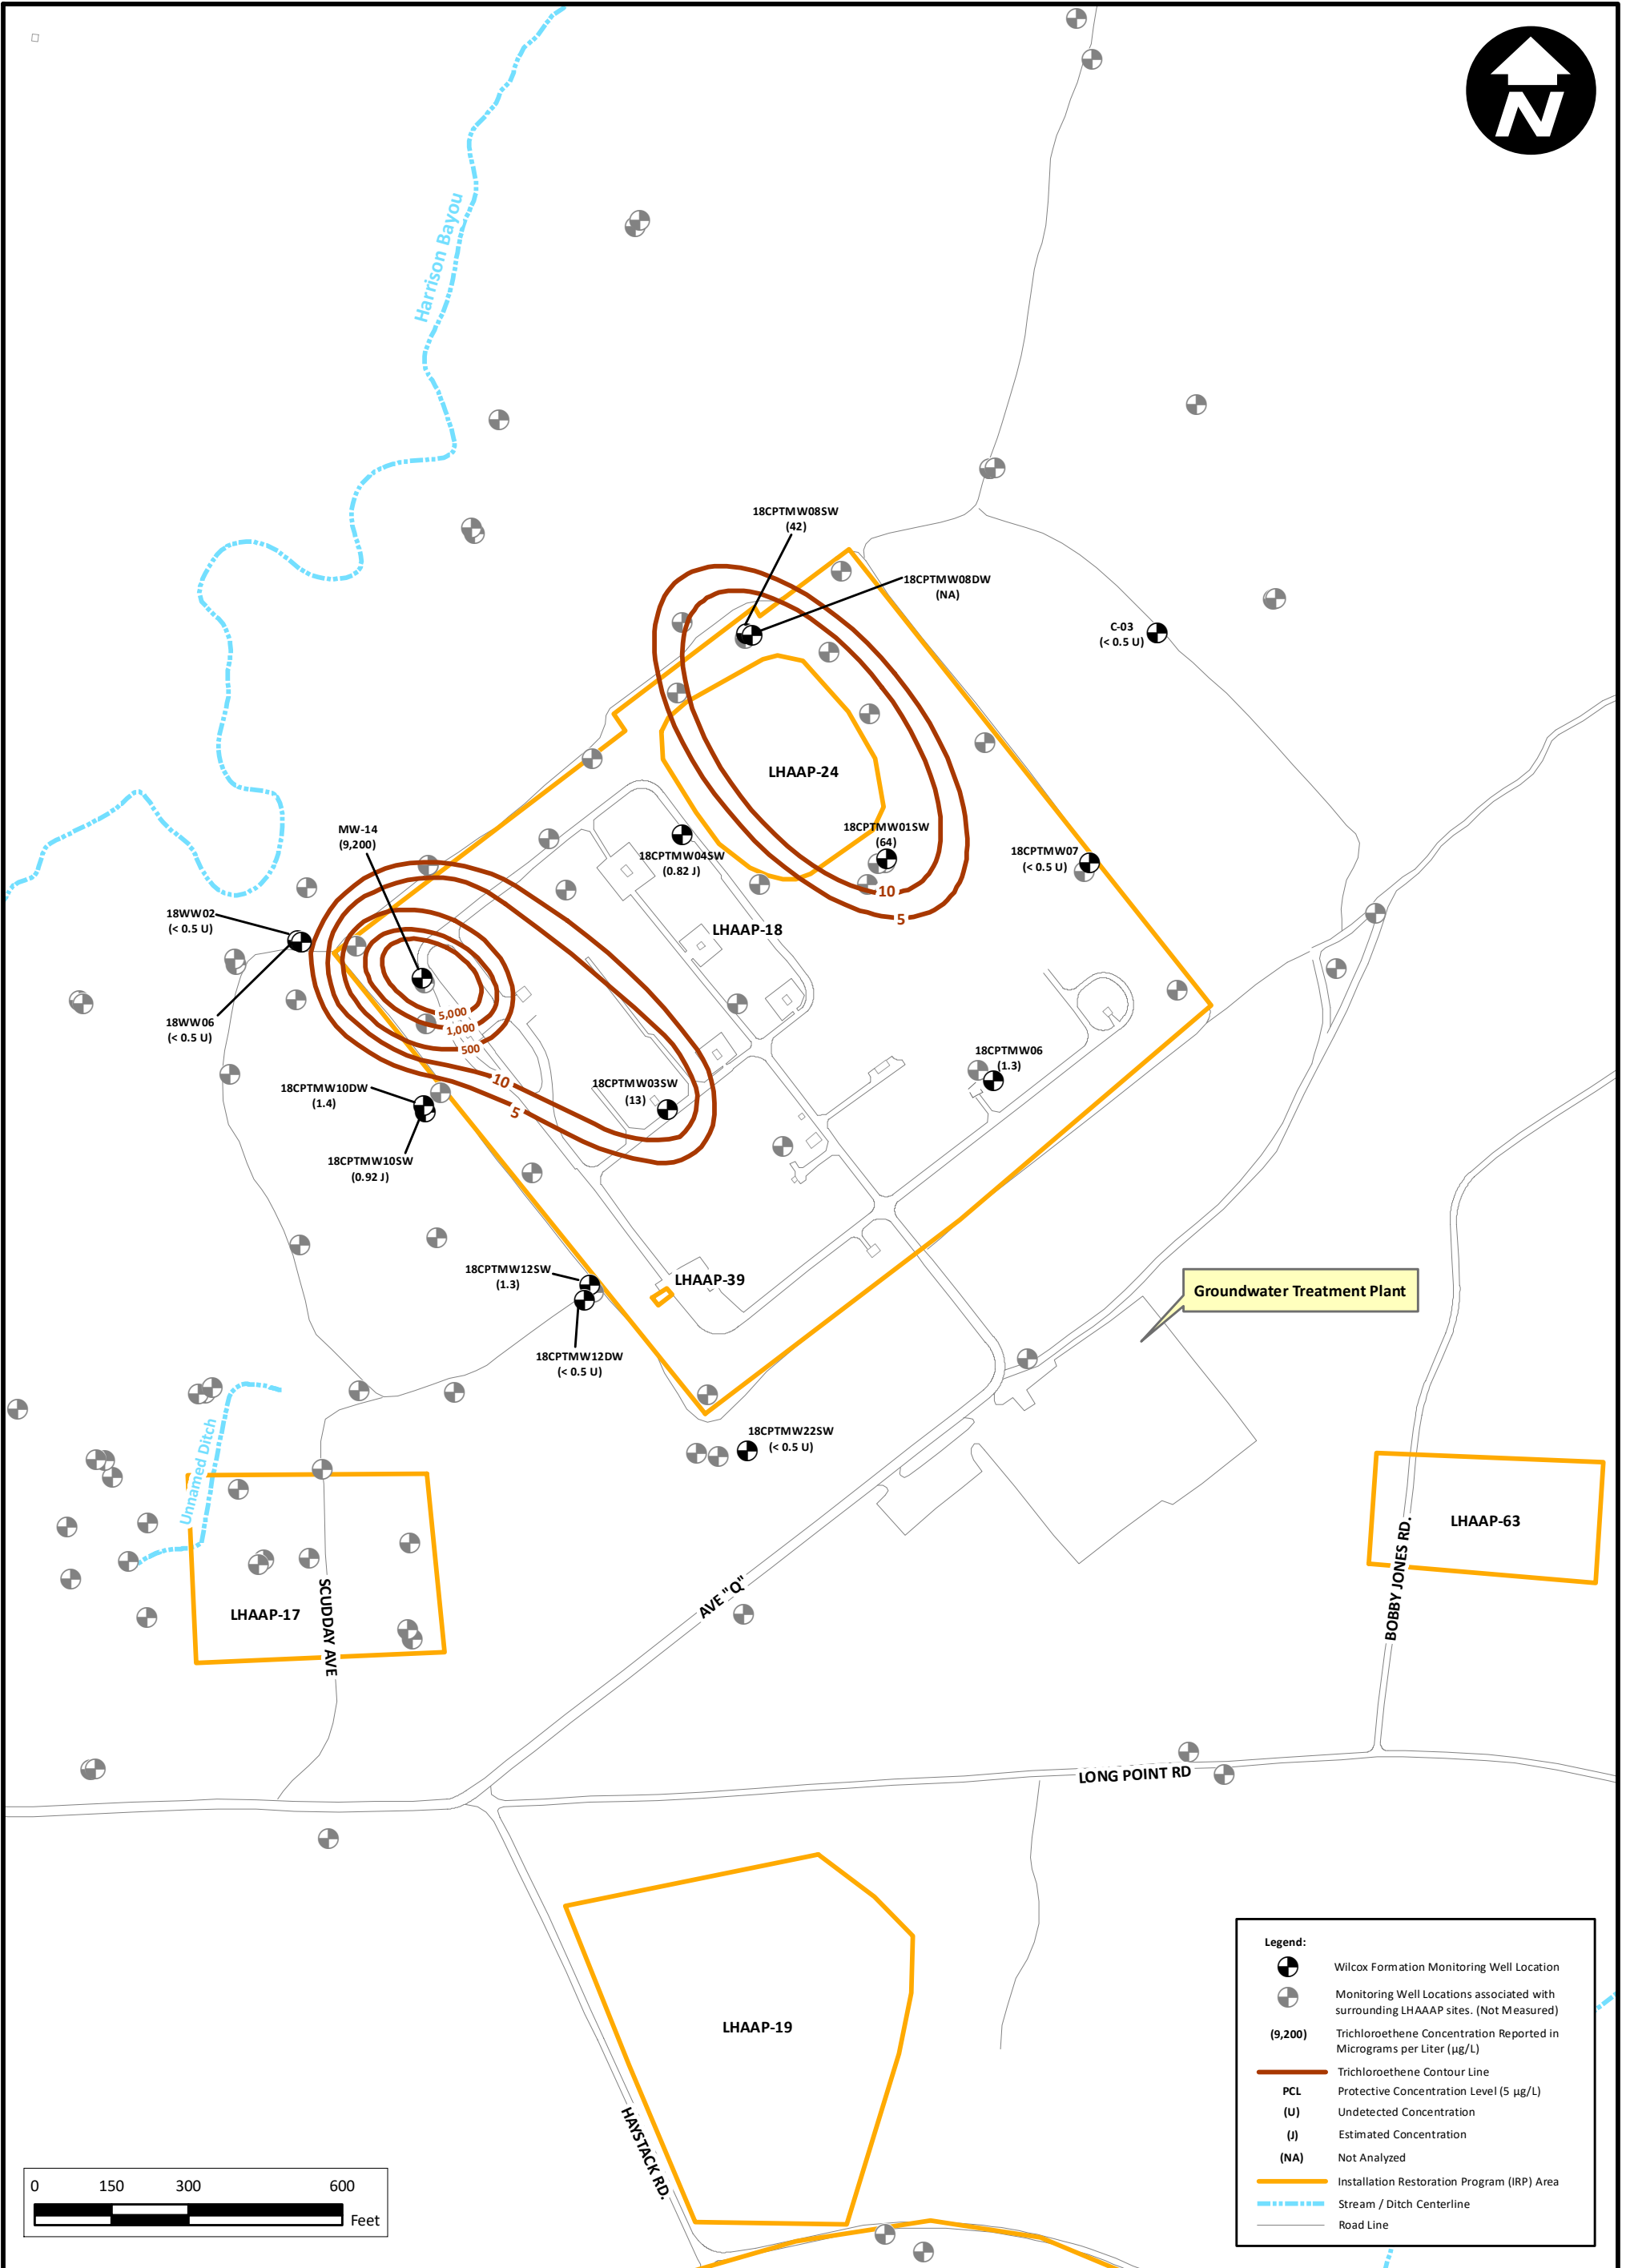 N
Harrison Bayou
18CPTMW08SW
(42)
18CPTMW08DW
(NA)
C-03
(< 0.5 U)
LHAAP-24
MW-14
(9,200)
18CPTMW01SW
(64)
18CPTMW04SW
(0.82 J)
18CPTMW07
(< 0.5 U)
10
5
18WW02
(< 0.5 U)
LHAAP-18
18WW06
(< 0.5 U)
5,000
1,000
500
10
5
18CPTMW06
(1.3)
18CPTMW10DW
(1.4)
18CPTMW03SW
(13)
18CPTMW10SW
(0.92 J)
18CPTMW12SW
(1.3)
LHAAP-39
Groundwater Treatment Plant
18CPTMW12DW
(< 0.5 U)
18CPTMW22SW
(< 0.5 U)
Unnamed Ditch
LHAAP-17
SCUDDAY AVE
AVE "Q"
LHAAP-63
BOBBY JONES RD.
LONG POINT RD
LHAAP-19
HAYSTACK RD.
0 150 300 600
Feet
Legend:
Wilcox Formation Monitoring Well Location
Monitoring Well Locations associated with
surrounding LHAAAP sites. (Not Measured)
(9,200) Trichloroethene Concentration Reported in
Micrograms per Liter (µg/L)
Trichloroethene Contour Line
PCL Protective Concentration Level (5 µg/L)
(U) Undetected Concentration
(J) Estimated Concentration
(NA) Not Analyzed
Installation Restoration Program (IRP) Area
Stream / Ditch Centerline
Road Line